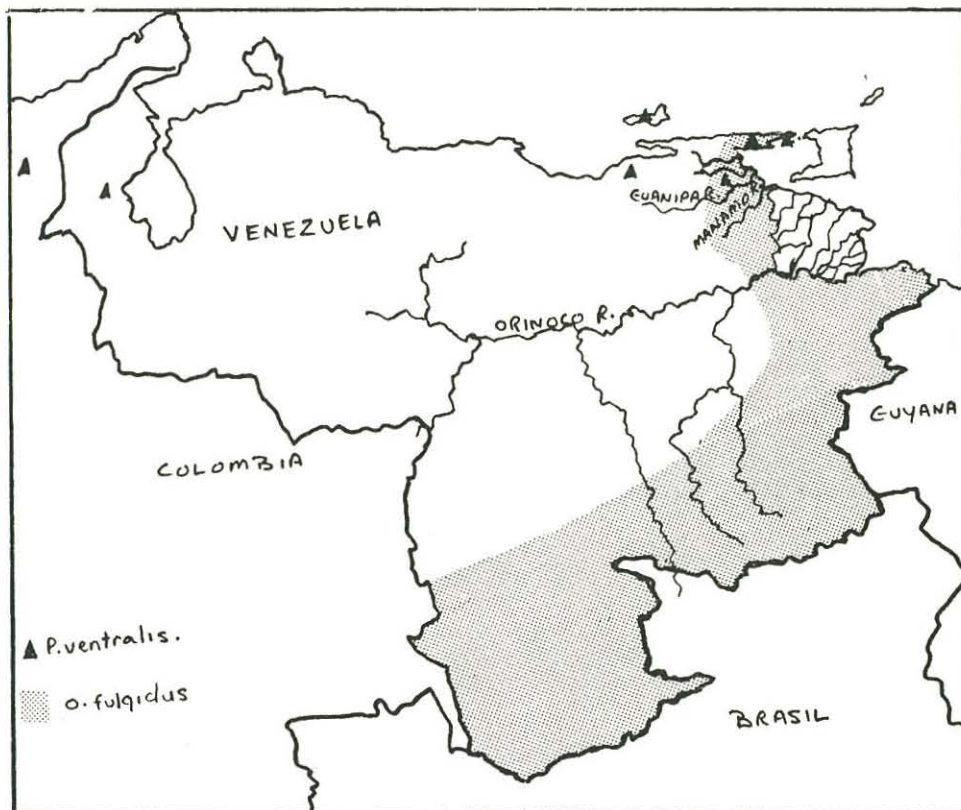 GUANIPA R.
MANAMO R.
VENEZUELA
ORINOCO R.
GUYANA
COLOMBIA
P. ventralis.
O. fulgidus
BRASIL